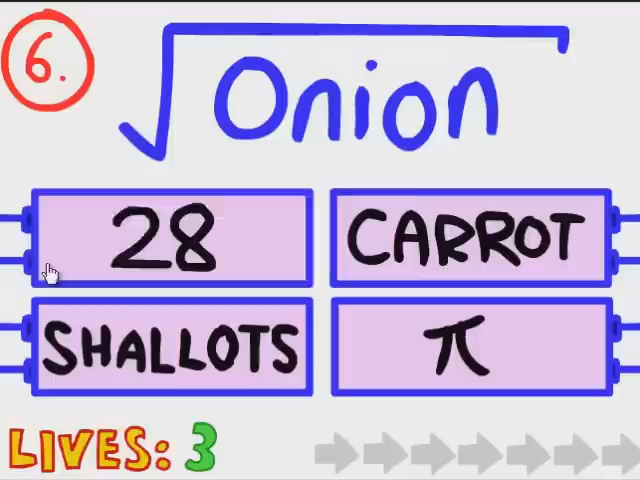 6.
√Onion
28
CARROT
SHALLOTS
π
LIVES: 3